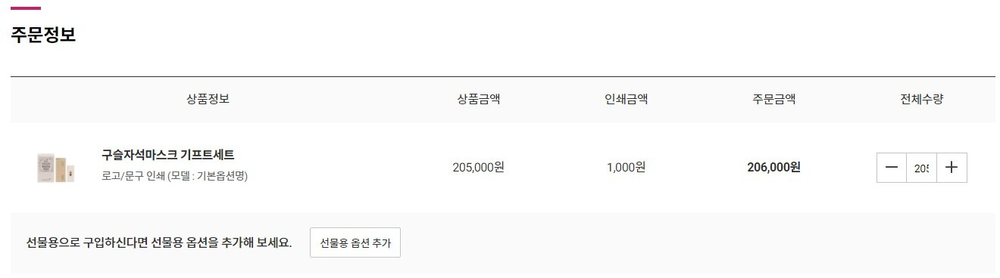 주문정보
상품정보 상품금액 인쇄금액 주문금액 전체수량
구슬자석마스크 기프트세트
로고/문구 인쇄 (모델 : 기본옵션명)
205,000원 1,000원 206,000원 205
선물용으로 구입하신다면 선물용 옵션을 추가해 보세요. 선물용 옵션 추가